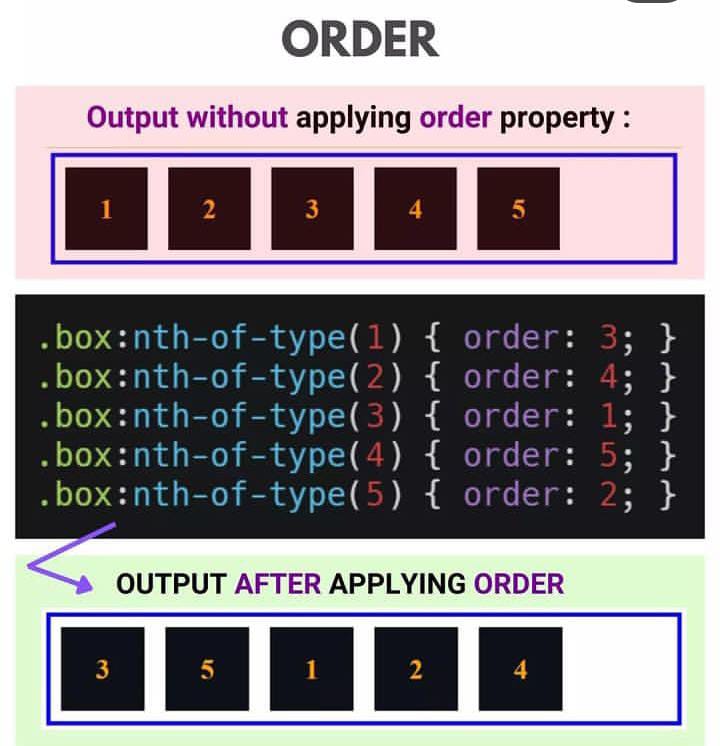 ORDER
Output without applying order property :
1 2 3 4 5
.box:nth-of-type(1) { order: 3; }
.box:nth-of-type(2) { order: 4; }
.box:nth-of-type(3) { order: 1; }
.box:nth-of-type(4) { order: 5; }
.box:nth-of-type(5) { order: 2; }
OUTPUT AFTER APPLYING ORDER
3 5 1 2 4